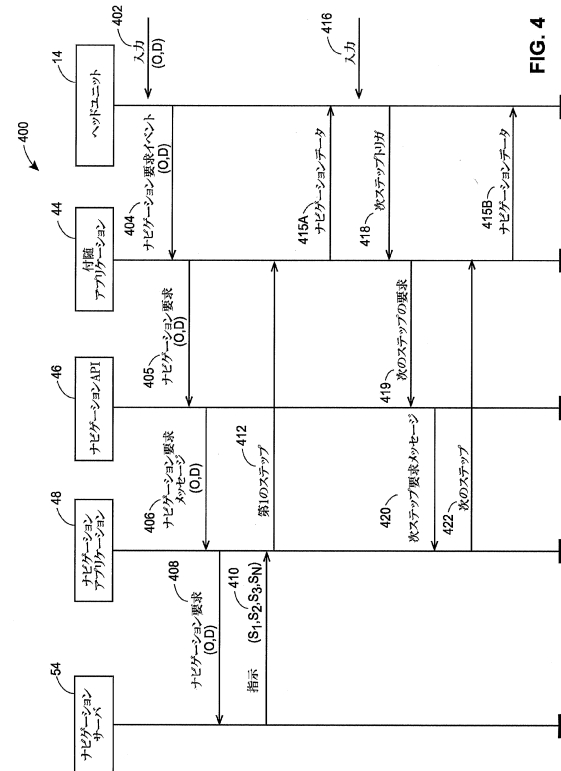 400
54
ナビゲーション
サーバ
48
ナビゲーション
アプリケーション
46
ナビゲーションAPI
44
付随
アプリケーション
14
ヘッドユニット
402
入力
(O,D)
404
ナビゲーション要求イベント
(O,D)
405
ナビゲーション要求
(O,D)
406
ナビゲーション要求
メッセージ
(O,D)
408
ナビゲーション要求
(O,D)
410
指示 (S1,S2,S3,SN)
412
第1のステップ
415A
ナビゲーションデータ
416
入力
418
次ステップトリガ
419
次のステップの要求
420
次ステップ要求メッセージ
422
次のステップ
415B
ナビゲーションデータ
FIG. 4